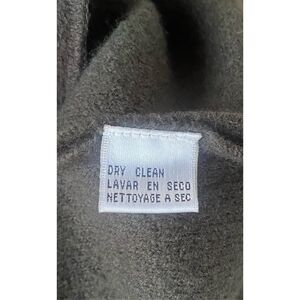 DRY CLEAN
LAVAR EN SECO
NETTOYAGE A SEC